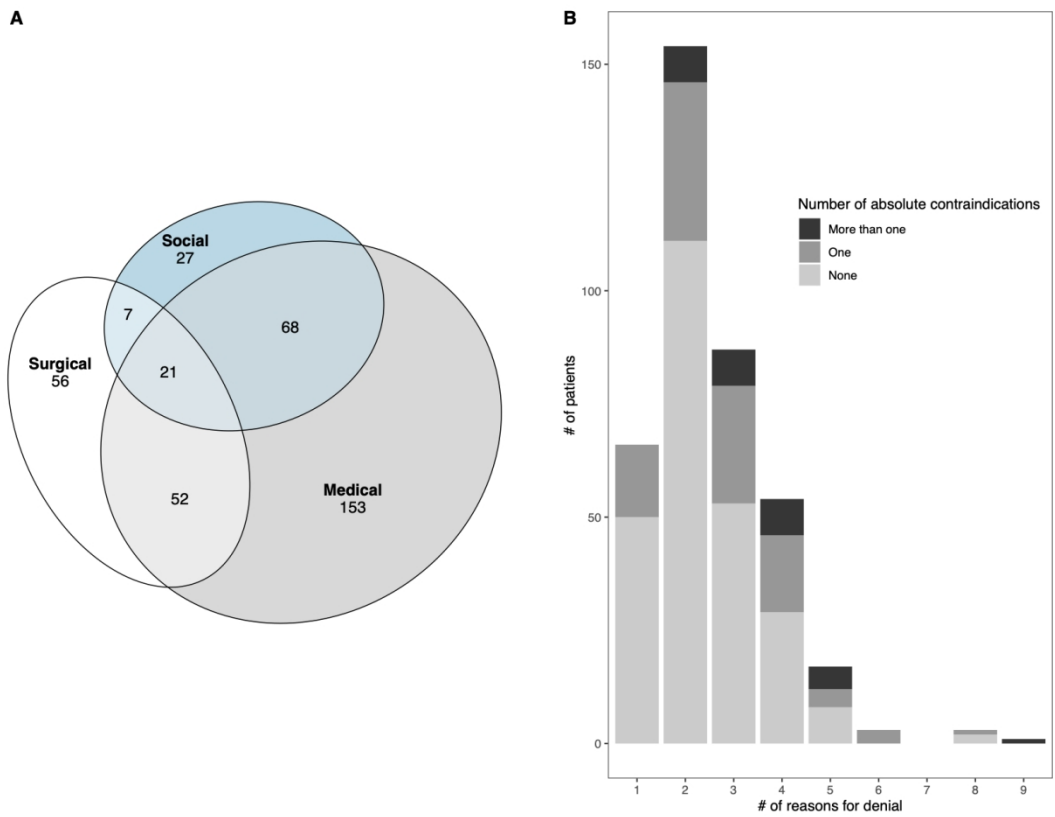 A
Social
27
7
68
Surgical
56
21
52
Medical
153
B
# of patients
150
100
50
0
Number of absolute contraindications
More than one
One
None
1 2 3 4 5 6 7 8 9
# of reasons for denial